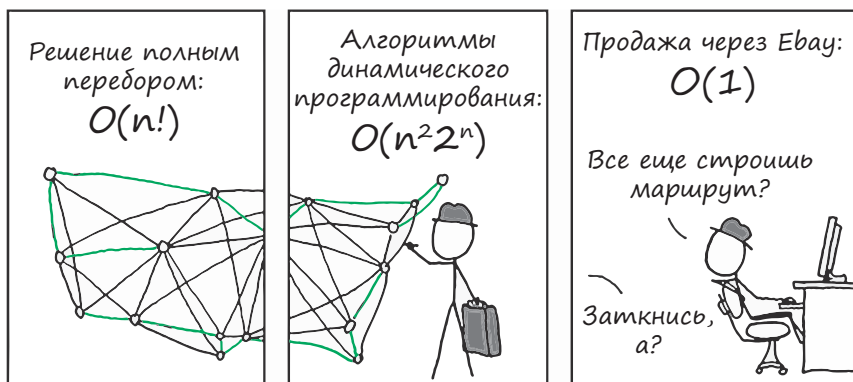 Решение полным
перебором:
O(n!)
Алгоритмы
динамического
программирования:
O(n²2ⁿ)
Продажа через Ebay:
O(1)
Все еще строишь
маршрут?
Заткнись,
а?